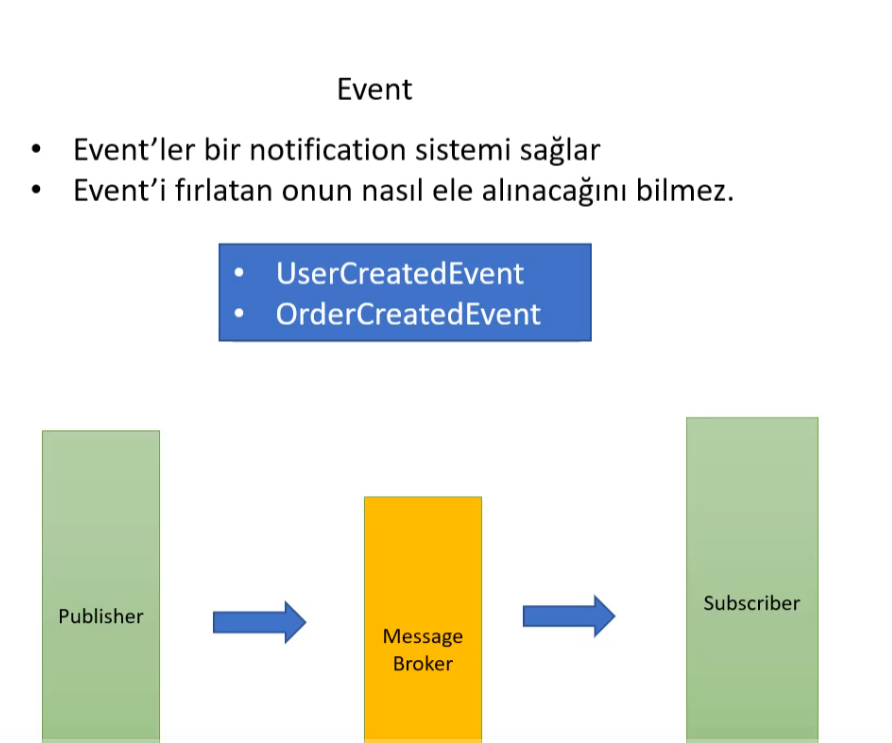 Event
• Event’ler bir notification sistemi sağlar
• Event’i fırlatan onun nasıl ele alınacağını bilmez.
• UserCreatedEvent
• OrderCreatedEvent
Publisher
Message
Broker
Subscriber